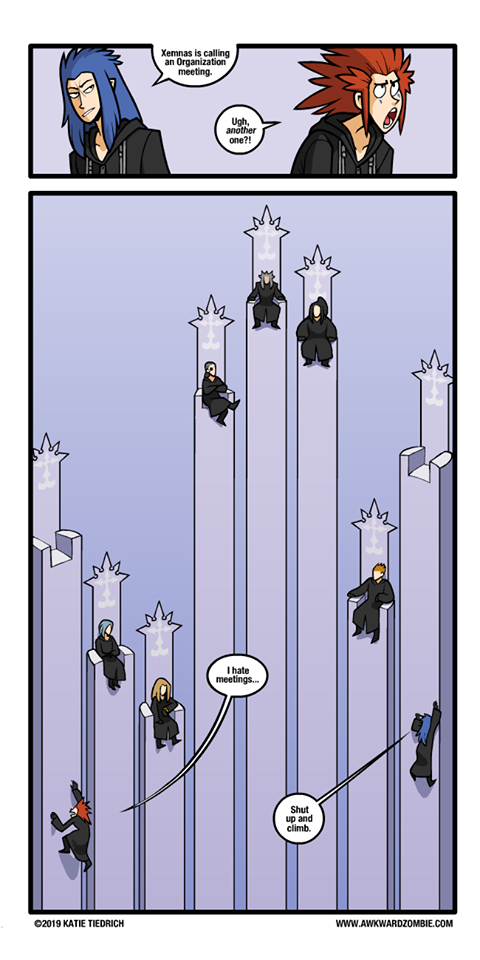 Xemnas is calling
an Organization
meeting.
Ugh,
another
one?!
I hate
meetings...
Shut
up and
climb.
©2019 KATIE TIEDRICH
WWW.AWKWARDZOMBIE.COM